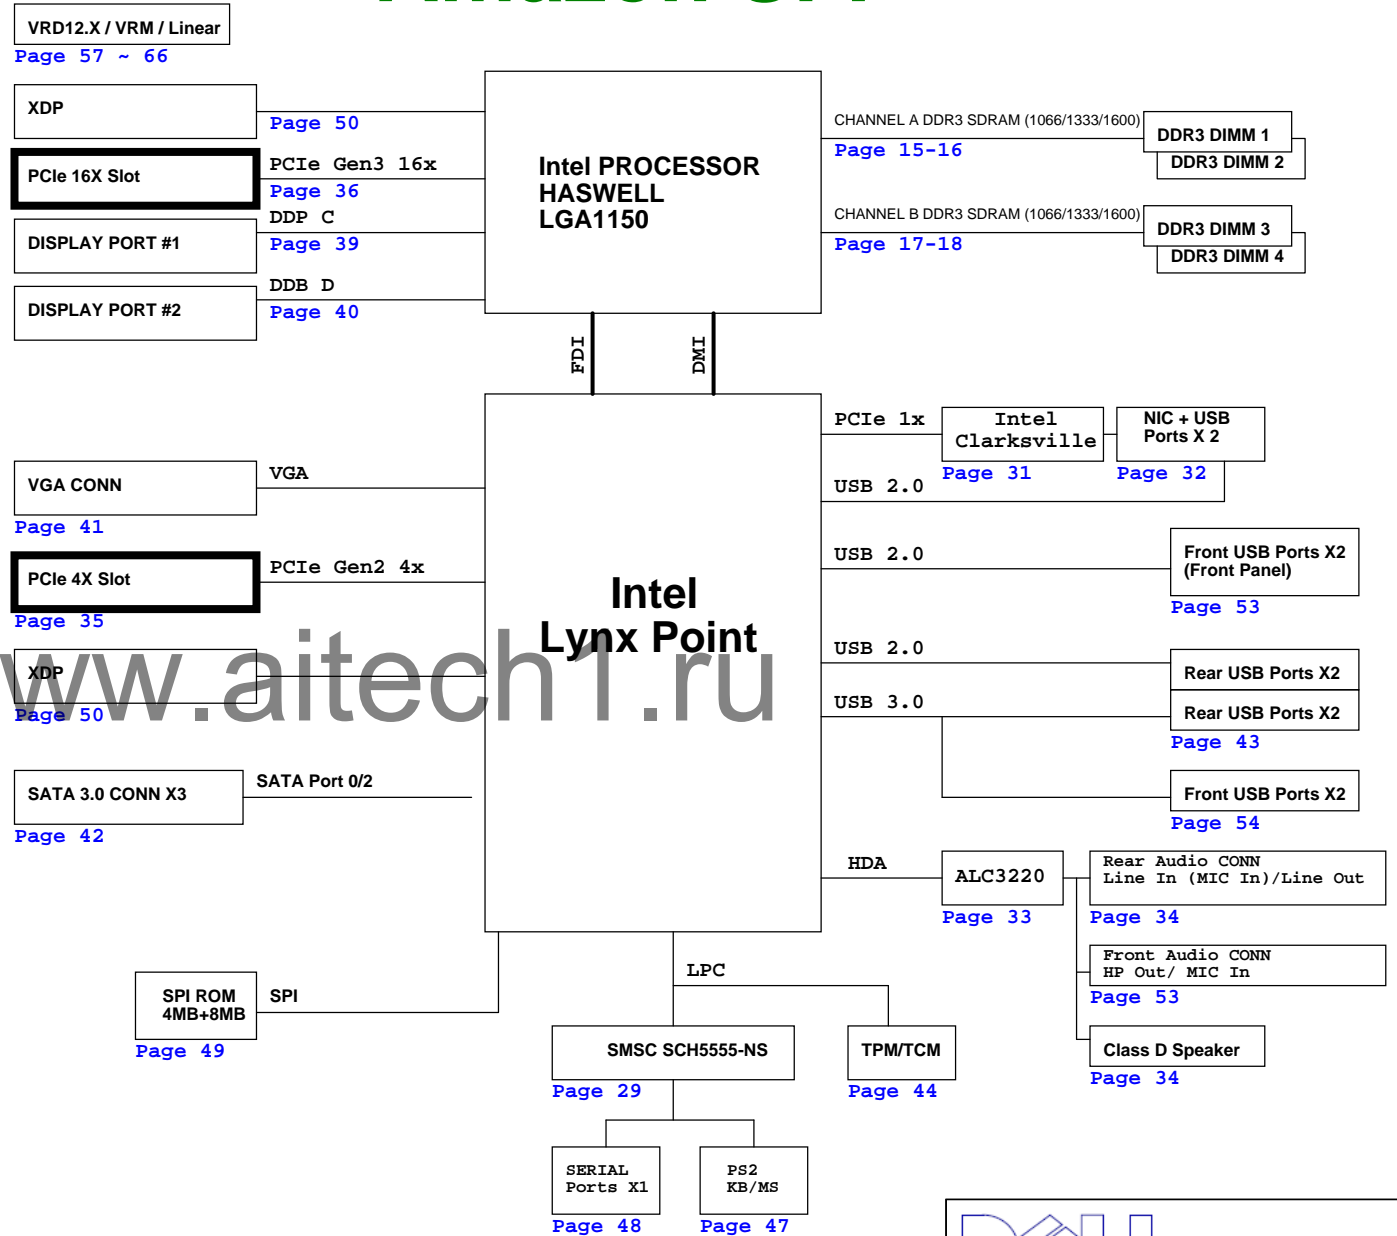 VRD12.X / VRM / Linear
Page 57 ~ 66
XDP
Page 50
PCIe 16X Slot
PCIe Gen3 16x
Page 36
DISPLAY PORT #1
DDP C
Page 39
DISPLAY PORT #2
DDB D
Page 40
Intel PROCESSOR
HASWELL
LGA1150
CHANNEL A DDR3 SDRAM (1066/1333/1600)
Page 15-16
DDR3 DIMM 1
DDR3 DIMM 2
CHANNEL B DDR3 SDRAM (1066/1333/1600)
Page 17-18
DDR3 DIMM 3
DDR3 DIMM 4
FDI
DMI
VGA CONN
VGA
Page 41
PCIe 4X Slot
PCIe Gen2 4x
Page 35
XDP
Page 50
SATA 3.0 CONN X3
SATA Port 0/2
Page 42
Intel
Lynx Point
ww.aitech1.ru
PCIe 1x
Intel
Clarksville
Page 31
NIC + USB
Ports X 2
Page 32
USB 2.0
USB 2.0
Front USB Ports X2
(Front Panel)
Page 53
USB 2.0
Rear USB Ports X2
USB 3.0
Rear USB Ports X2
Page 43
Front USB Ports X2
Page 54
HDA
ALC3220
Page 33
Rear Audio CONN
Line In (MIC In)/Line Out
Page 34
Front Audio CONN
HP Out/ MIC In
Page 53
Class D Speaker
Page 34
SPI ROM
4MB+8MB
SPI
Page 49
LPC
SMSC SCH5555-NS
Page 29
TPM/TCM
Page 44
SERIAL
Ports X1
Page 48
PS2
KB/MS
Page 47